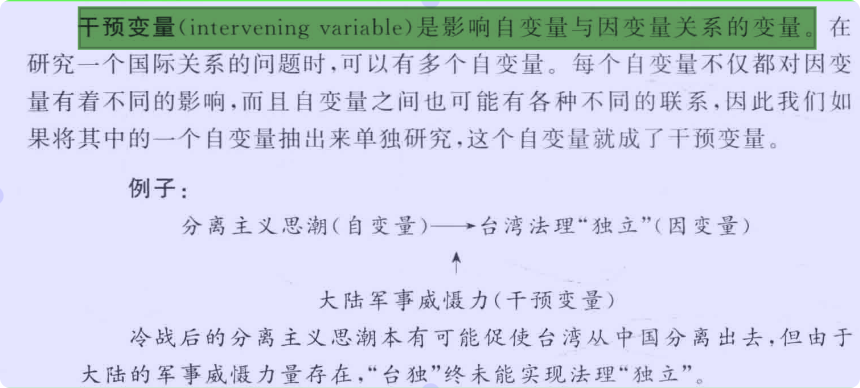 干预变量(intervening variable)是影响自变量与因变量关系的变量。在
研究一个国际关系的问题时,可以有多个自变量。每个自变量不仅都对因变
量有着不同的影响,而且自变量之间也可能有各种不同的联系,因此我们如
果将其中的一个自变量抽出来单独研究,这个自变量就成了干预变量。
例子:
分离主义思潮(自变量)⟶台湾法理“独立”(因变量)
↑
大陆军事威慑力(干预变量)
冷战后的分离主义思潮本有可能促使台湾从中国分离出去,但由于
大陆的军事威慑力量存在,“台独”终未能实现法理“独立”。